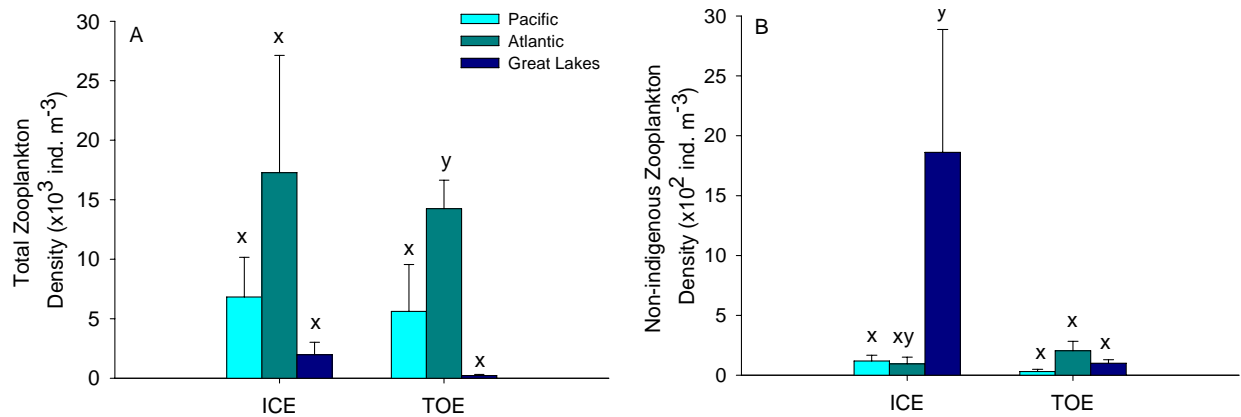 A
Pacific
Atlantic
Great Lakes
Total Zooplankton
Density (x10³ ind. m⁻³)
30
25
20
15
10
5
0
x
x
x
x
y
x
ICE
TOE
B
Non-indigenous Zooplankton
Density (x10² ind. m⁻³)
30
25
20
15
10
5
0
x
xy
y
x
x
x
ICE
TOE